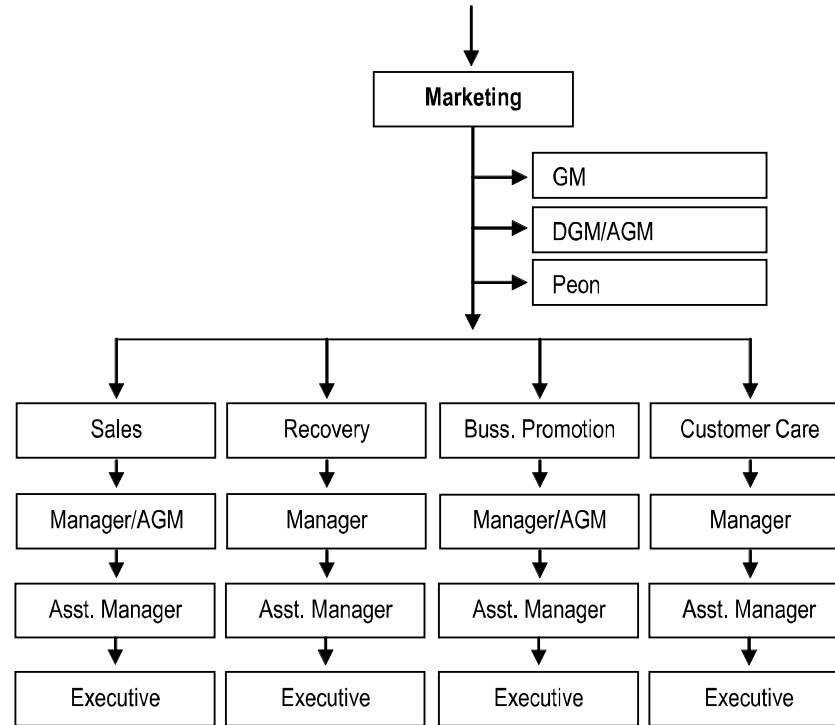 Marketing
GM
DGM/AGM
Peon
Sales
Recovery
Buss. Promotion
Customer Care
Manager/AGM
Manager
Manager/AGM
Manager
Asst. Manager
Asst. Manager
Asst. Manager
Asst. Manager
Executive
Executive
Executive
Executive